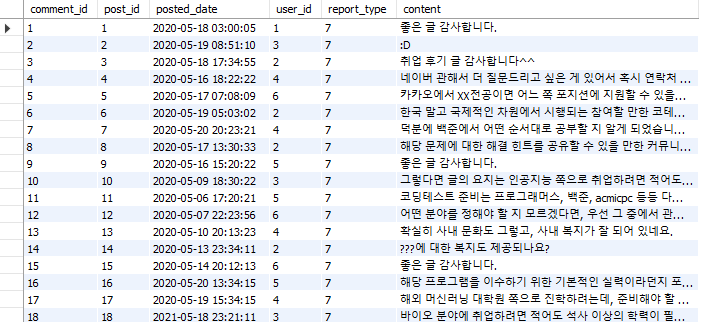 comment_id post_id posted_date user_id report_type content
1 1 2020-05-18 03:00:05 1 7 좋은 글 감사합니다.
2 2 2020-05-19 08:51:10 3 7 :D
3 3 2020-05-18 17:34:55 2 7 취업 후기 글 감사합니다^^
4 4 2020-05-16 18:22:22 4 7 네이버 관해서 더 질문드리고 싶은 게 있어서 혹시 연락처 ...
5 5 2020-05-17 07:08:09 6 7 카카오에서 XX전공이면 어느 쪽 포지션에 지원할 수 있을...
6 6 2020-05-19 05:03:02 2 7 한국 말고 국제적인 차원에서 시행되는 참여할 만한 코테...
7 7 2020-05-20 20:23:21 4 7 덕분에 백준에서 어떤 순서대로 공부할 지 알게 되었습니...
8 8 2020-05-17 13:30:33 2 7 해당 문제에 대한 해결 힌트를 공유할 수 있을 만한 커뮤니...
9 9 2020-05-16 15:20:22 5 7 좋은 글 감사합니다.
10 10 2020-05-09 18:30:22 3 7 그렇다면 글의 요지는 인공지능 쪽으로 취업하려면 적어도...
11 11 2020-05-06 17:20:21 5 7 코딩테스트 준비는 프로그래머스, 백준, acmicpc 등등 다...
12 12 2020-05-07 22:23:56 6 7 어떤 분야를 정해야 할 지 모르겠다면, 우선 그 중에서 관...
13 13 2020-05-10 20:13:23 4 7 확실히 사내 문화도 그렇고, 사내 복지가 잘 되어 있네요.
14 14 2020-05-13 23:34:11 2 7 ???에 대한 복지도 제공되나요?
15 15 2020-05-14 20:12:13 6 7 좋은 글 감사합니다.
16 16 2020-05-20 13:34:15 5 7 해당 프로그램을 이수하기 위한 기본적인 실력이라던지 포...
17 17 2020-05-19 15:34:15 4 7 해외 머신러닝 대학원 쪽으로 진학하려는데, 준비해야 할 ...
18 18 2021-05-18 23:21:11 3 7 바이오 분야에 취업하려면 적어도 석사 이상의 학력이 필...